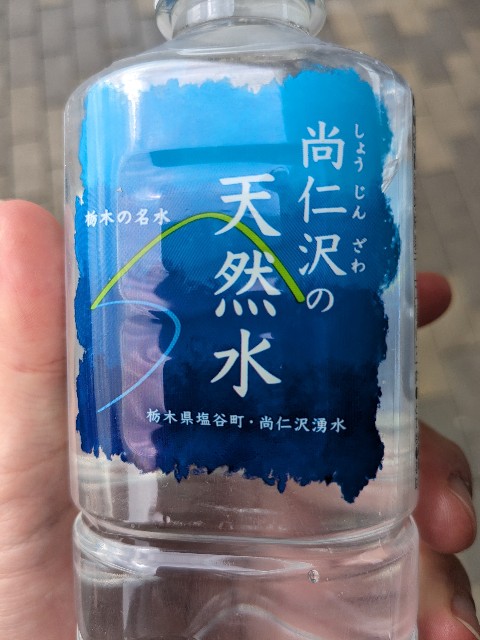 尚仁沢の
しょうじんざわ
天然水
栃木の名水
栃木県塩谷町・尚仁沢湧水